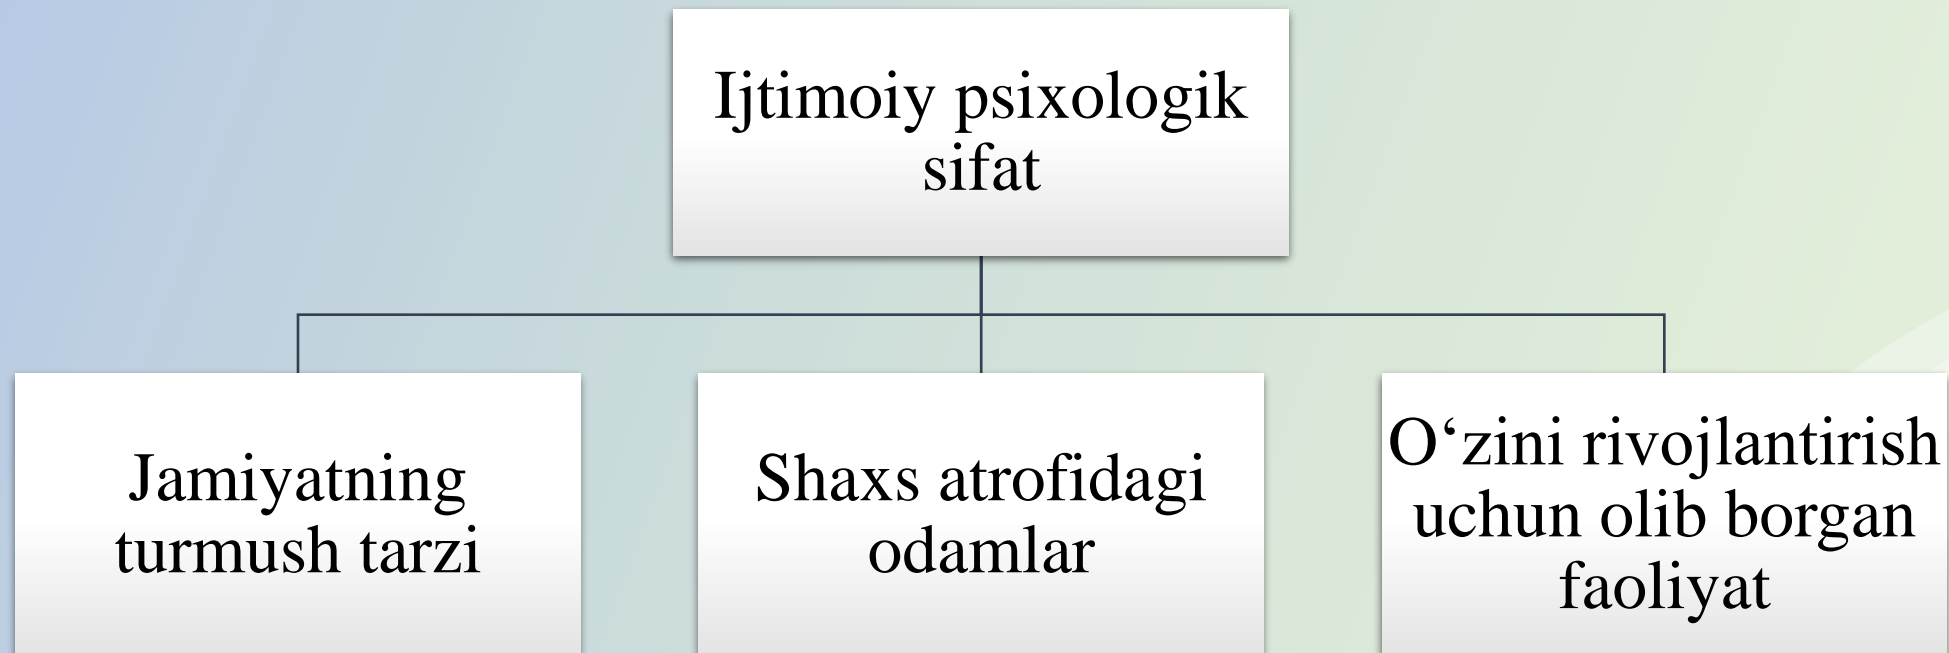 Ijtimoiy psixologik
sifat
Jamiyatning
turmush tarzi
Shaxs atrofidagi
odamlar
O‘zini rivojlantirish
uchun olib borgan
faoliyat